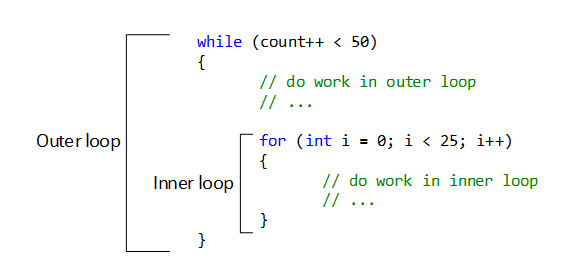 while (count++ < 50)
{
// do work in outer loop
// ...
Outer loop
for (int i = 0; i < 25; i++)
{
Inner loop
// do work in inner loop
// ...
}
}